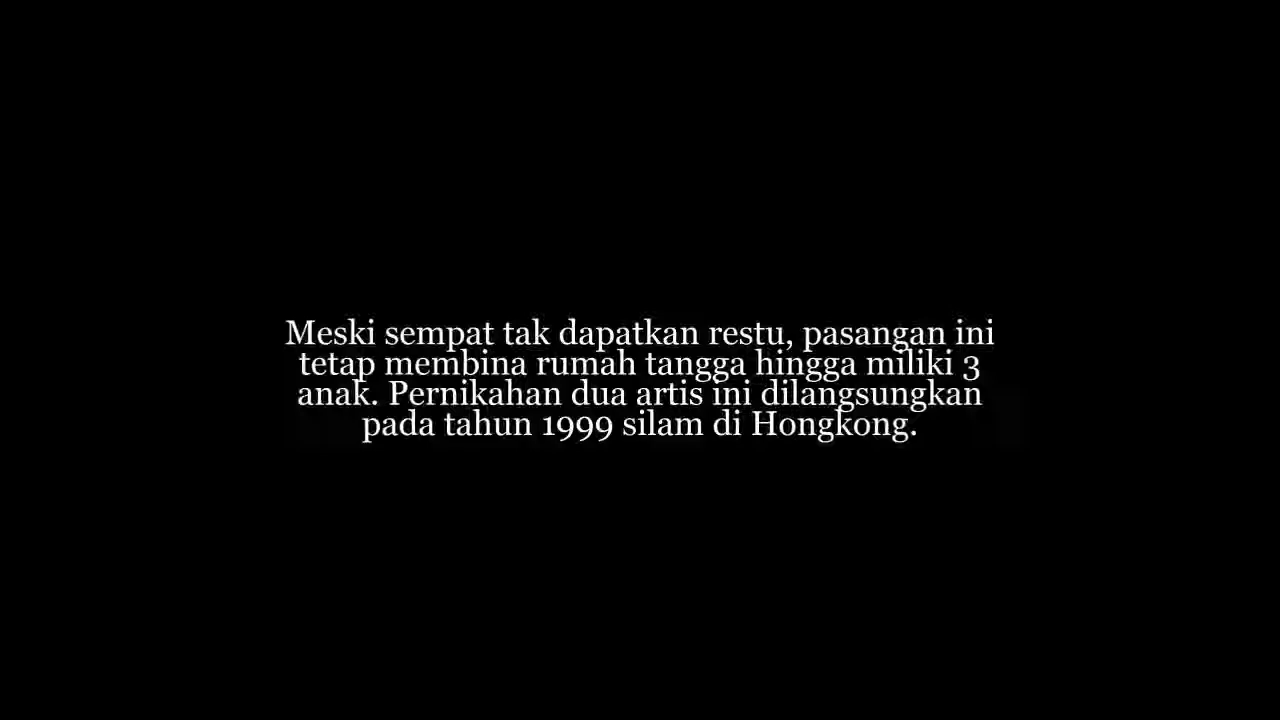 Meski sempat tak dapatkan restu, pasangan ini
tetap membina rumah tangga hingga miliki 3
anak. Pernikahan dua artis ini dilangsungkan
pada tahun 1999 silam di Hongkong.